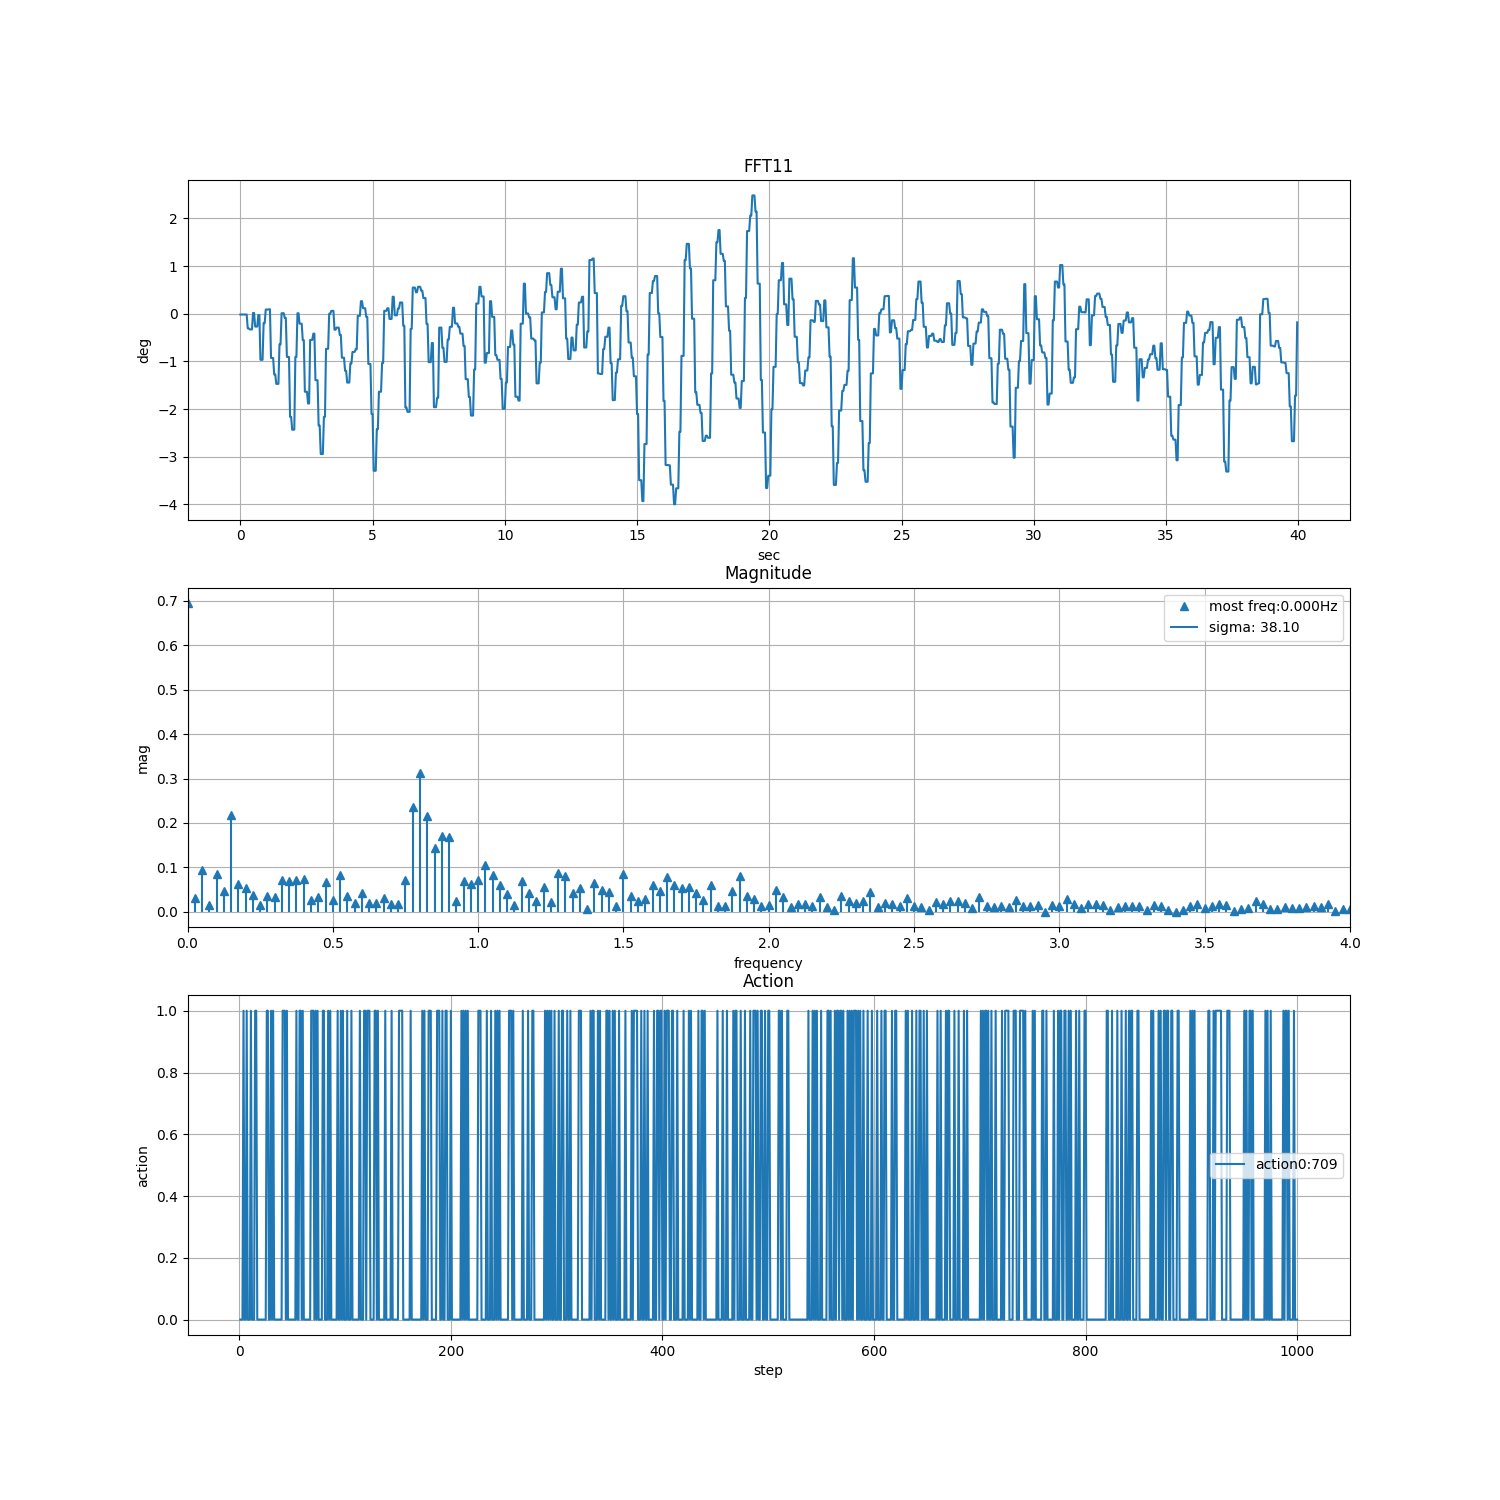 FFT11
2
1
0
−1
−2
−3
−4
deg
0 5 10 15 20 25 30 35 40
sec
Magnitude
0.7
0.6
0.5
0.4
0.3
0.2
0.1
0.0
mag
most freq:0.000Hz
sigma: 38.10
0.0 0.5 1.0 1.5 2.0 2.5 3.0 3.5 4.0
frequency
Action
1.0
0.8
0.6
0.4
0.2
0.0
action
action0:709
0 200 400 600 800 1000
step